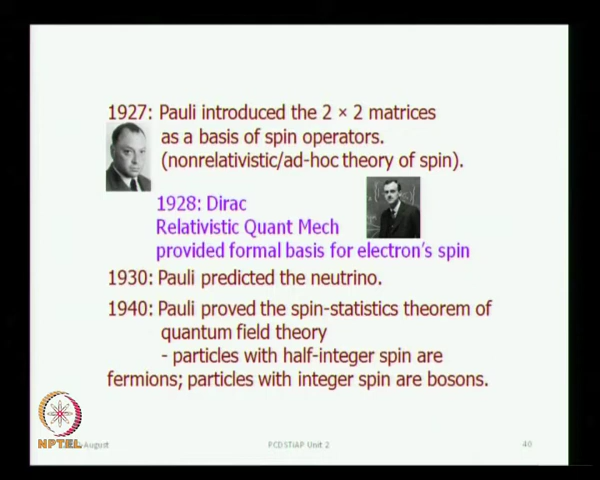 1927: Pauli introduced the 2 × 2 matrices
as a basis of spin operators.
(nonrelativistic/ad-hoc theory of spin).
1928: Dirac
Relativistic Quant Mech
provided formal basis for electron's spin
1930: Pauli predicted the neutrino.
1940: Pauli proved the spin-statistics theorem of
quantum field theory
- particles with half-integer spin are
fermions; particles with integer spin are bosons.
NPTEL
August
PCDSTiAP Unit 2
40